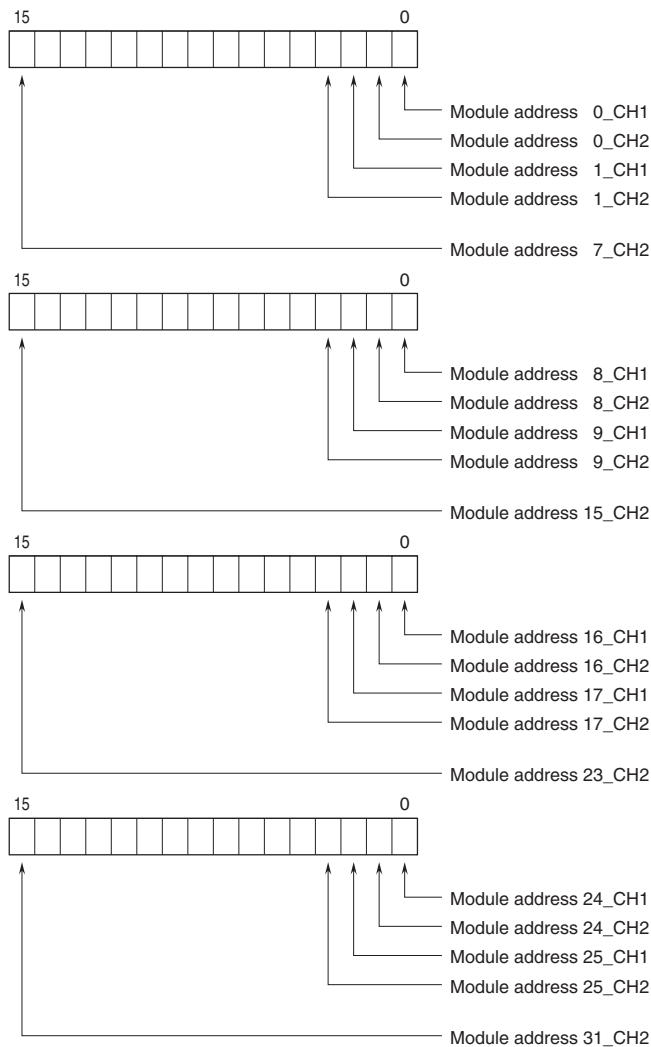 15 0
Module address 0_CH1
Module address 0_CH2
Module address 1_CH1
Module address 1_CH2
Module address 7_CH2
15 0
Module address 8_CH1
Module address 8_CH2
Module address 9_CH1
Module address 9_CH2
Module address 15_CH2
15 0
Module address 16_CH1
Module address 16_CH2
Module address 17_CH1
Module address 17_CH2
Module address 23_CH2
15 0
Module address 24_CH1
Module address 24_CH2
Module address 25_CH1
Module address 25_CH2
Module address 31_CH2